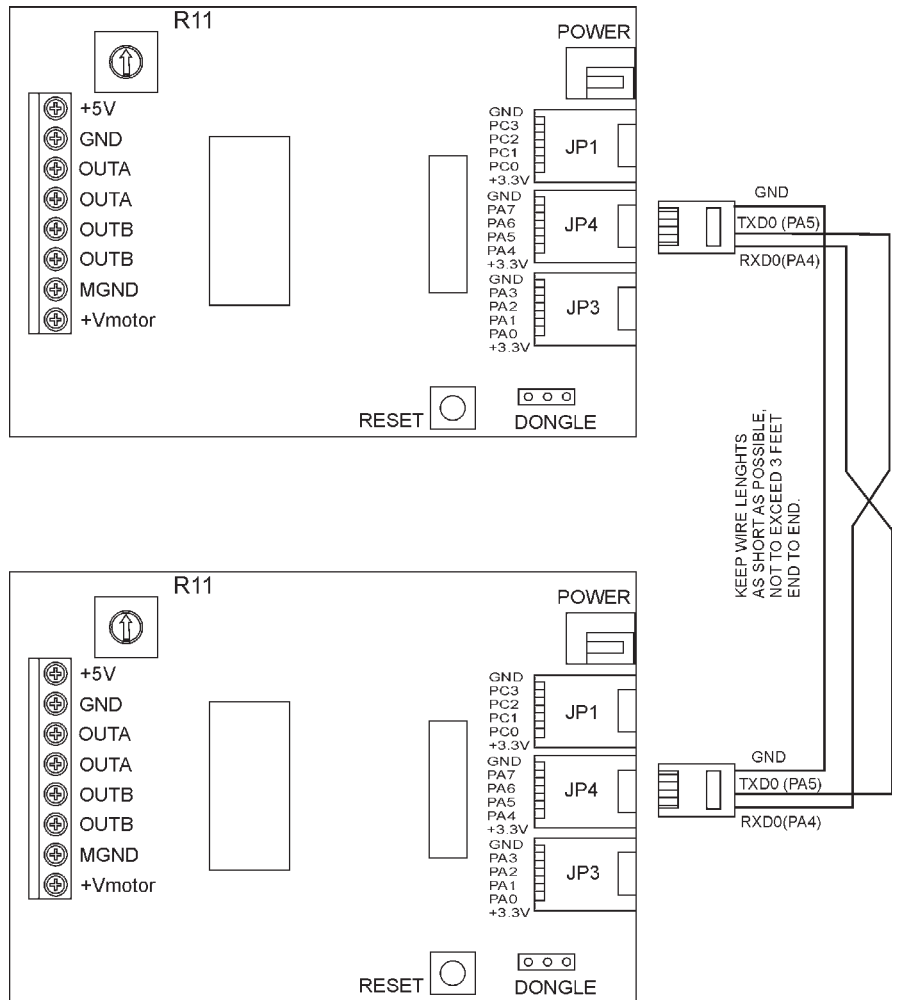 R11
POWER
+5V
GND
OUTA
OUTA
OUTB
OUTB
MGND
+Vmotor
GND
PC3
PC2
PC1
PC0
+3.3V
JP1
GND
PA7
PA6
PA5
PA4
+3.3V
JP4
GND
PA3
PA2
PA1
PA0
+3.3V
JP3
RESET
DONGLE
GND
TXD0 (PA5)
RXD0(PA4)
KEEP WIRE LENGHTS
AS SHORT AS POSSIBLE,
NOT TO EXCEED 3 FEET
END TO END.
R11
POWER
+5V
GND
OUTA
OUTA
OUTB
OUTB
MGND
+Vmotor
GND
PC3
PC2
PC1
PC0
+3.3V
JP1
GND
PA7
PA6
PA5
PA4
+3.3V
JP4
GND
PA3
PA2
PA1
PA0
+3.3V
JP3
RESET
DONGLE
GND
TXD0 (PA5)
RXD0(PA4)